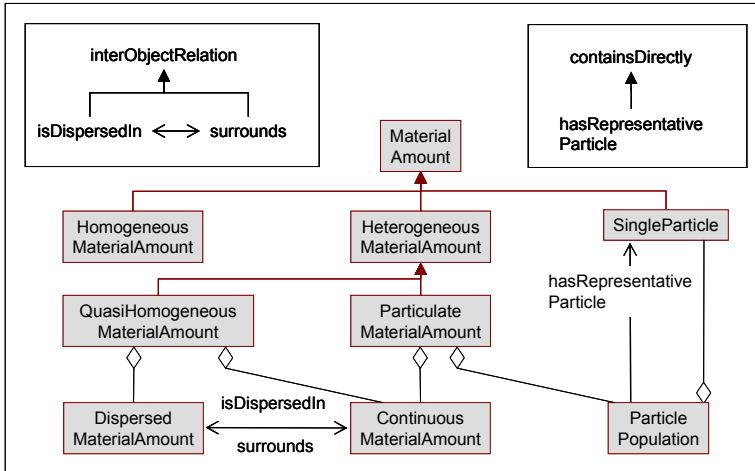 interObjectRelation
isDispersedIn
surrounds
containsDirectly
hasRepresentative
Particle
Material
Amount
Homogeneous
MaterialAmount
Heterogeneous
MaterialAmount
SingleParticle
hasRepresentative
Particle
QuasiHomogeneous
MaterialAmount
Particulate
MaterialAmount
Dispersed
MaterialAmount
isDispersedIn
surrounds
Continuous
MaterialAmount
Particle
Population